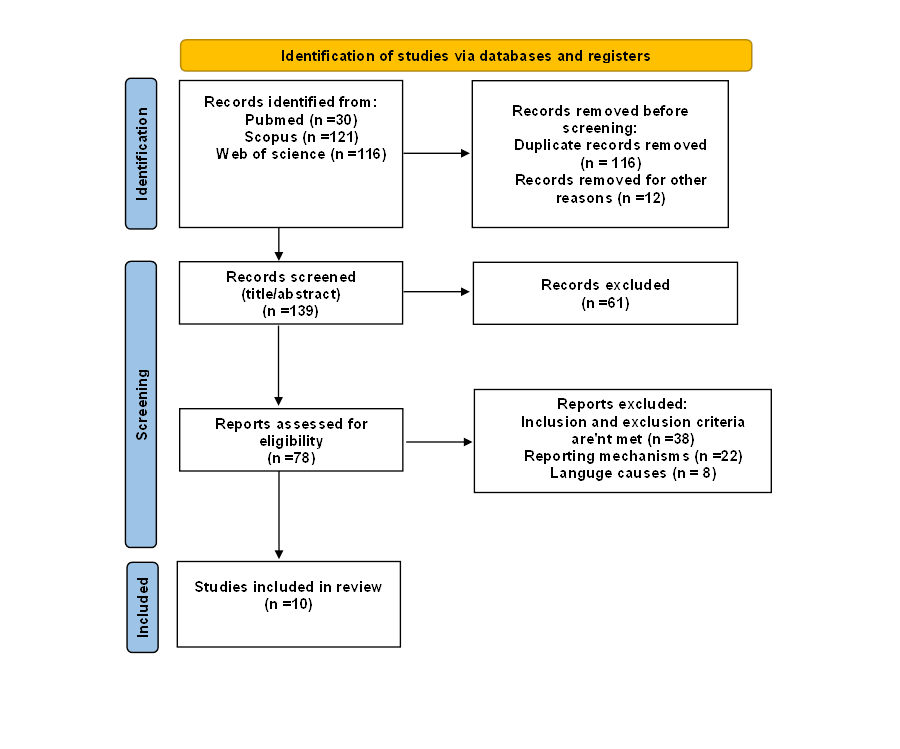 Identification of studies via databases and registers
Identification
Records identified from:
Pubmed (n =30)
Scopus (n =121)
Web of science (n =116)
Records removed before
screening:
Duplicate records removed
(n = 116)
Records removed for other
reasons (n =12)
Screening
Records screened
(title/abstract)
(n =139)
Records excluded
(n =61)
Reports assessed for
eligibility
(n =78)
Reports excluded:
Inclusion and exclusion criteria
are'nt met (n =38)
Reporting mechanisms (n =22)
Languge causes (n = 8)
Included
Studies included in review
(n =10)